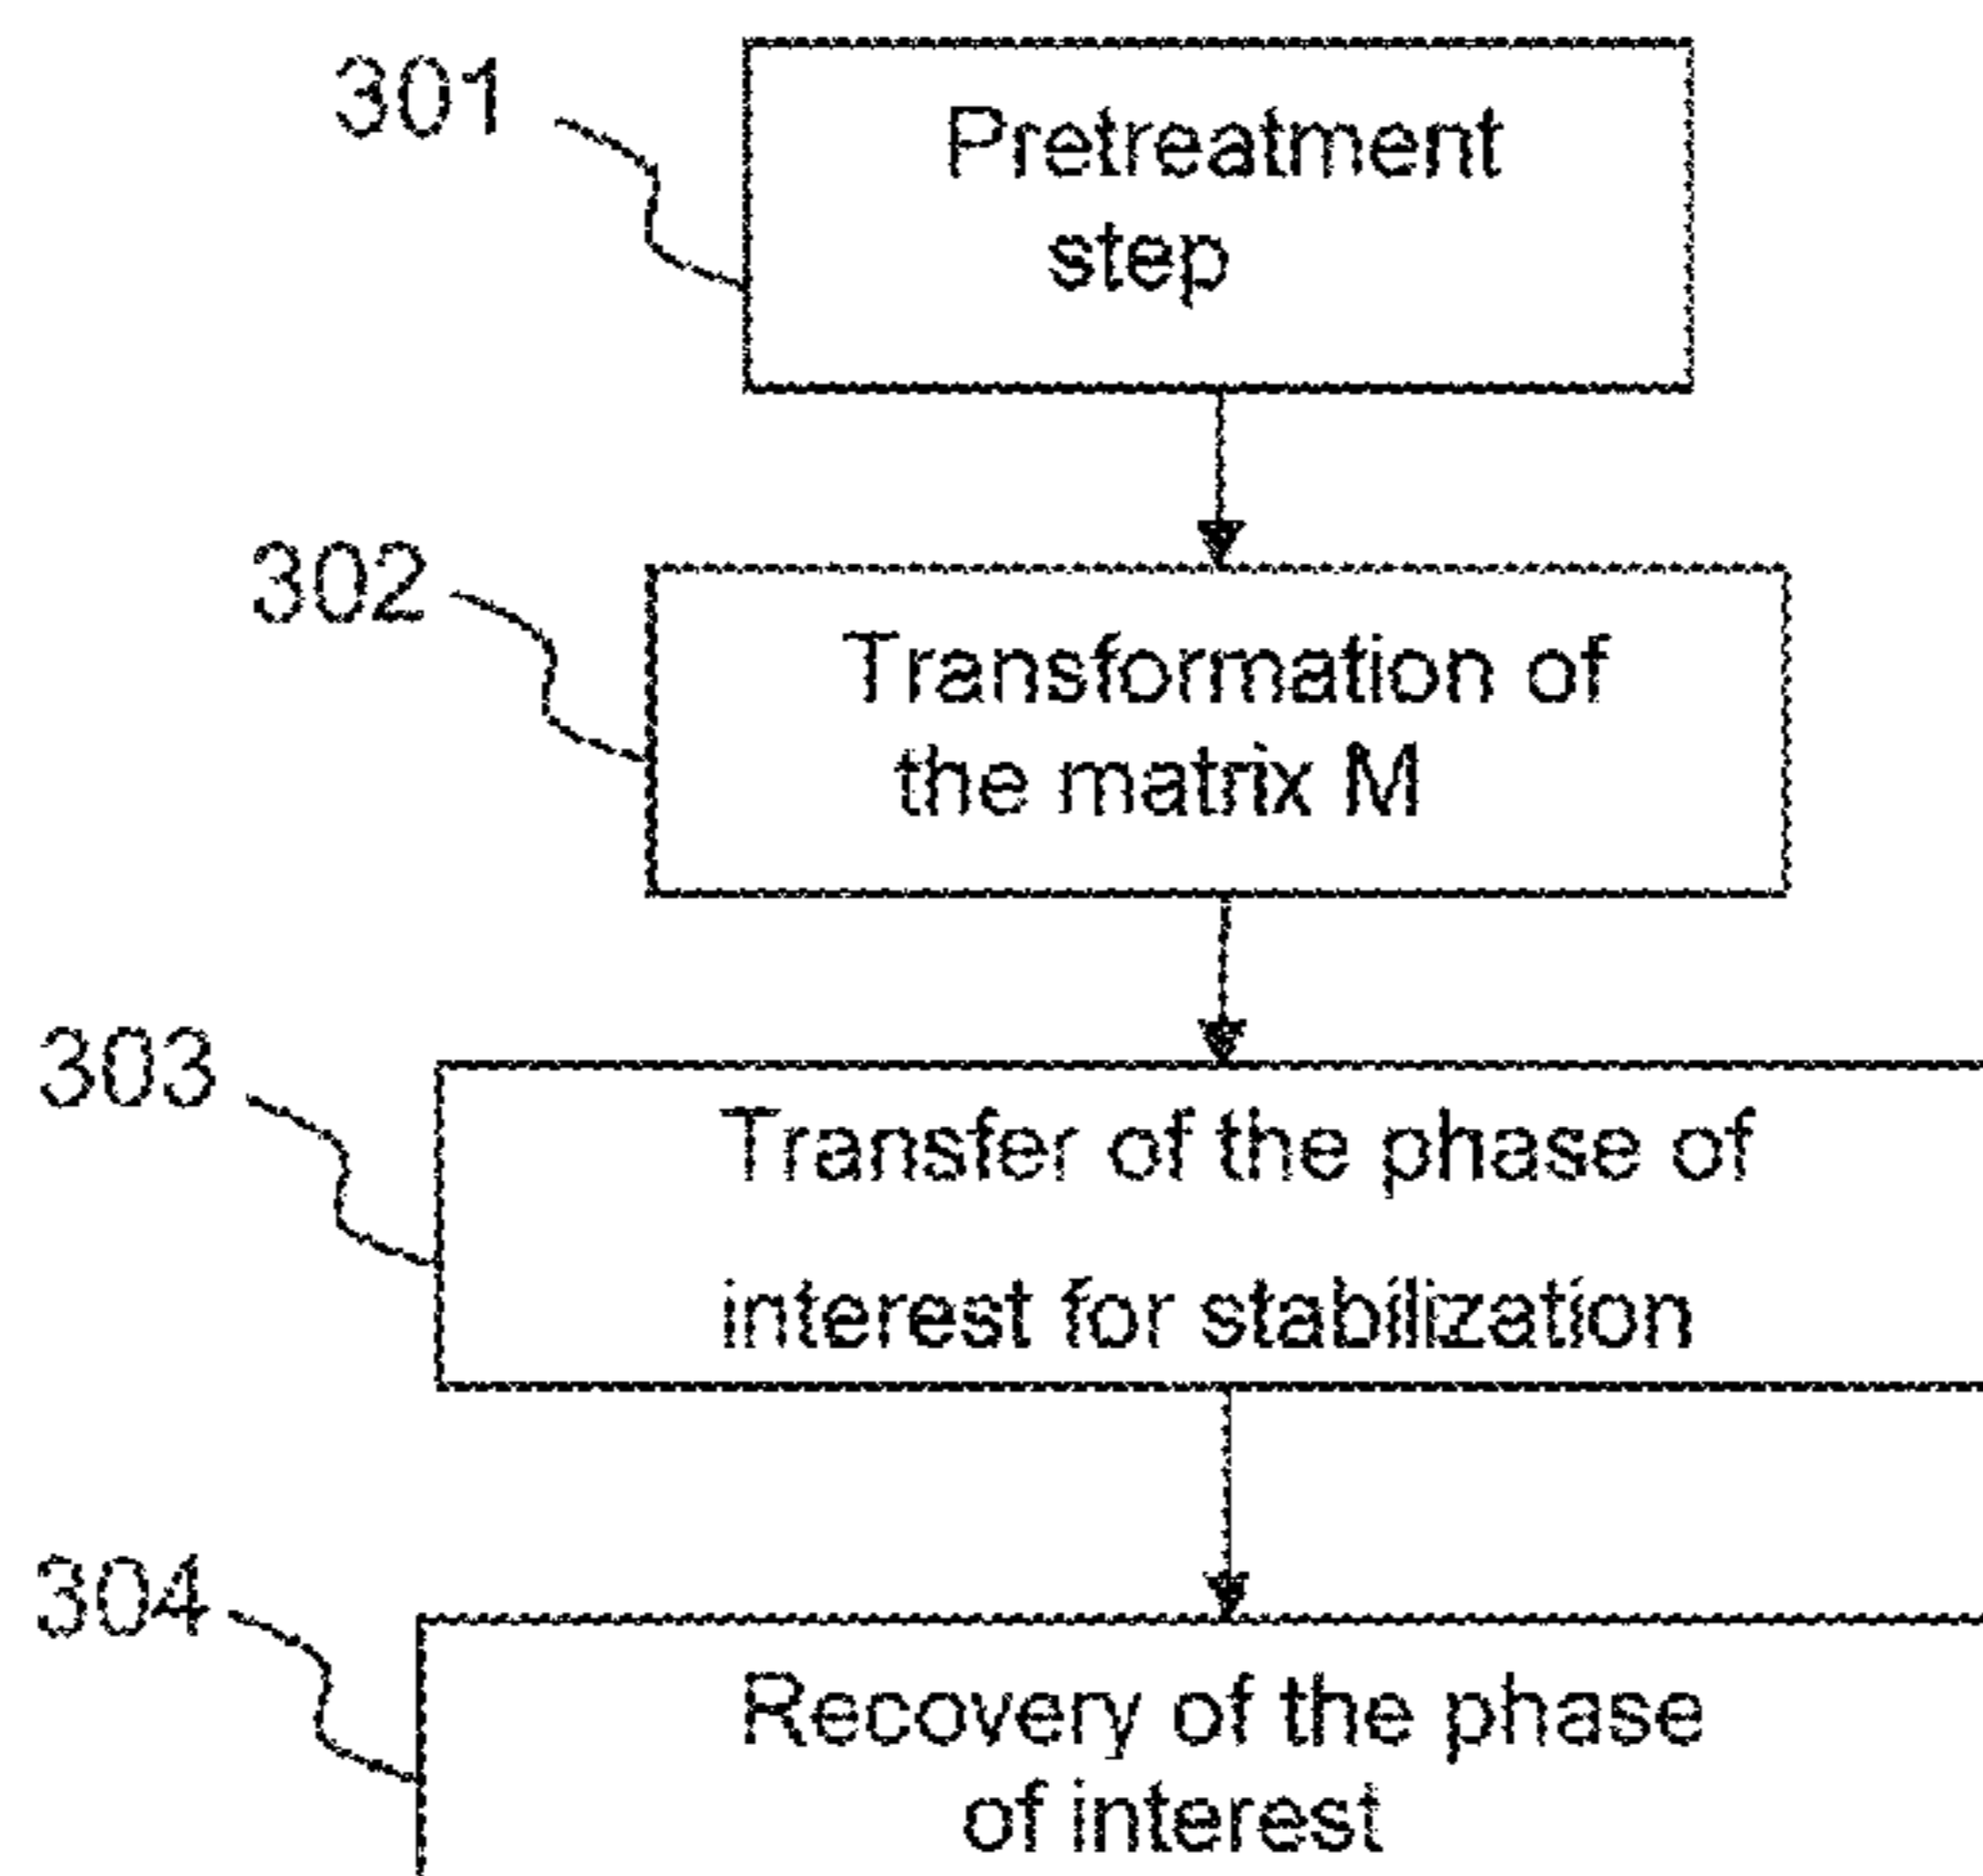 301
Pretreatment
step
302
Transformation of
the matrix M
303
Transfer of the phase of
interest for stabilization
304
Recovery of the phase
of interest